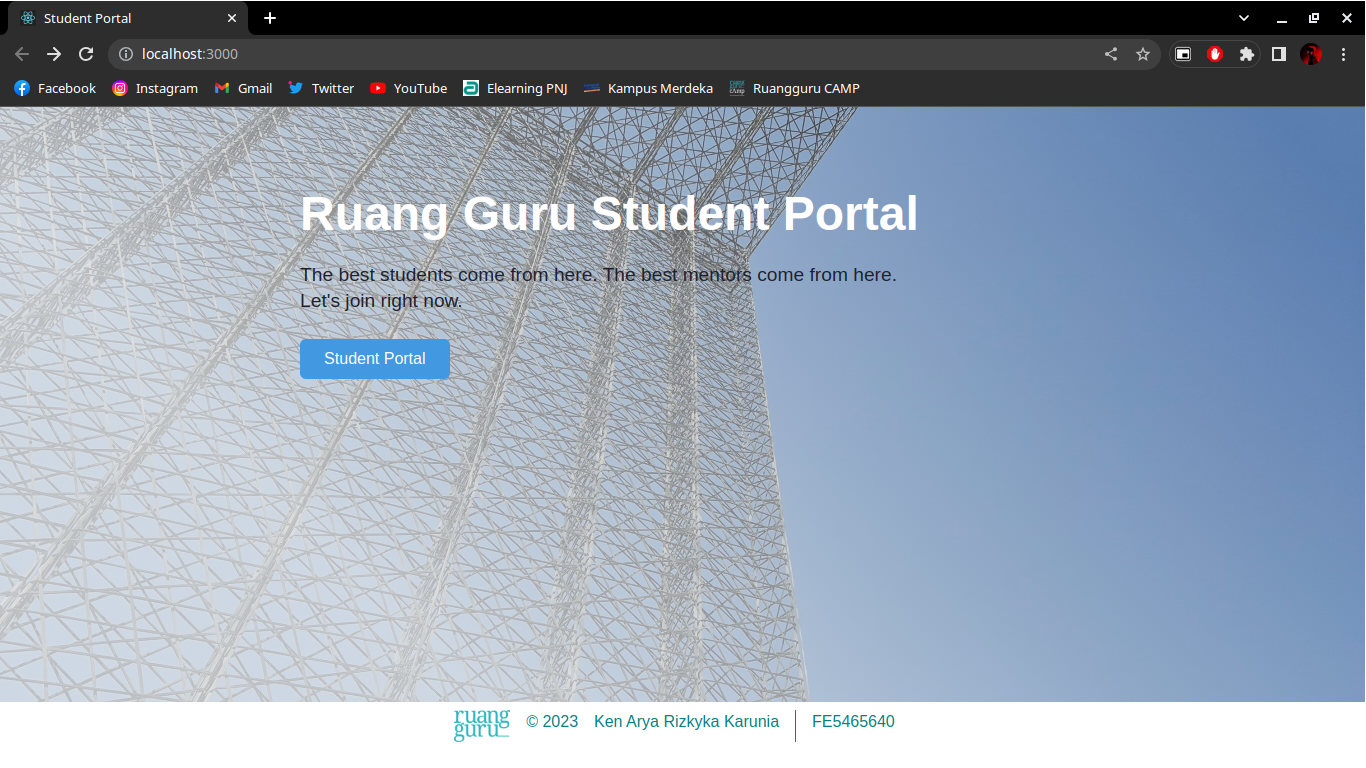 Student Portal
localhost:3000
Facebook Instagram Gmail Twitter YouTube Elearning PNJ Kampus Merdeka Ruangguru CAMP
Ruang Guru Student Portal
The best students come from here. The best mentors come from here.
Let's join right now.
Student Portal
ruang
guru
© 2023 Ken Arya Rizkyka Karunia FE5465640